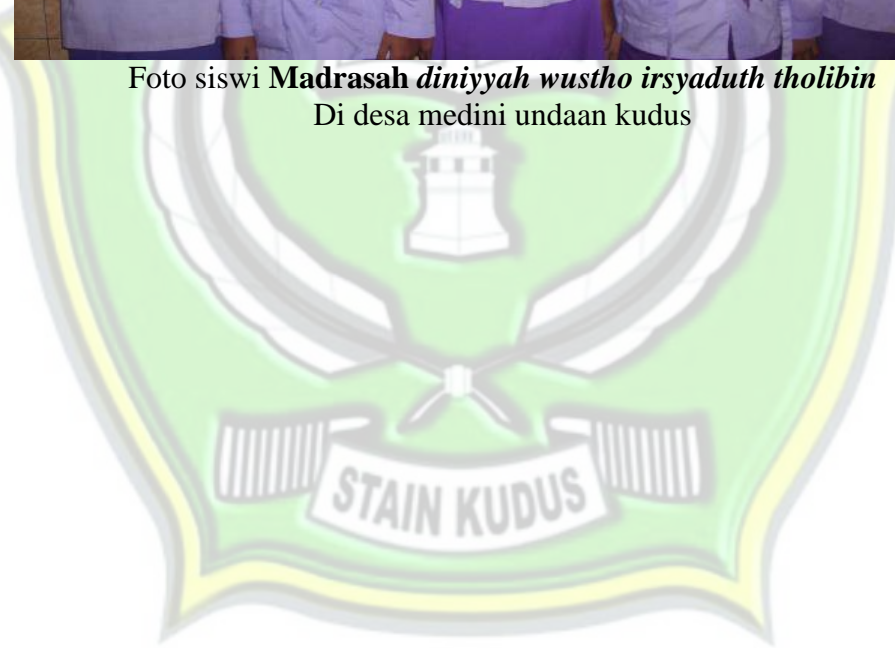 Foto siswi Madrasah diniyyah wustho irsyaduth tholibin
Di desa medini undaan kudus
STAIN KUDUS